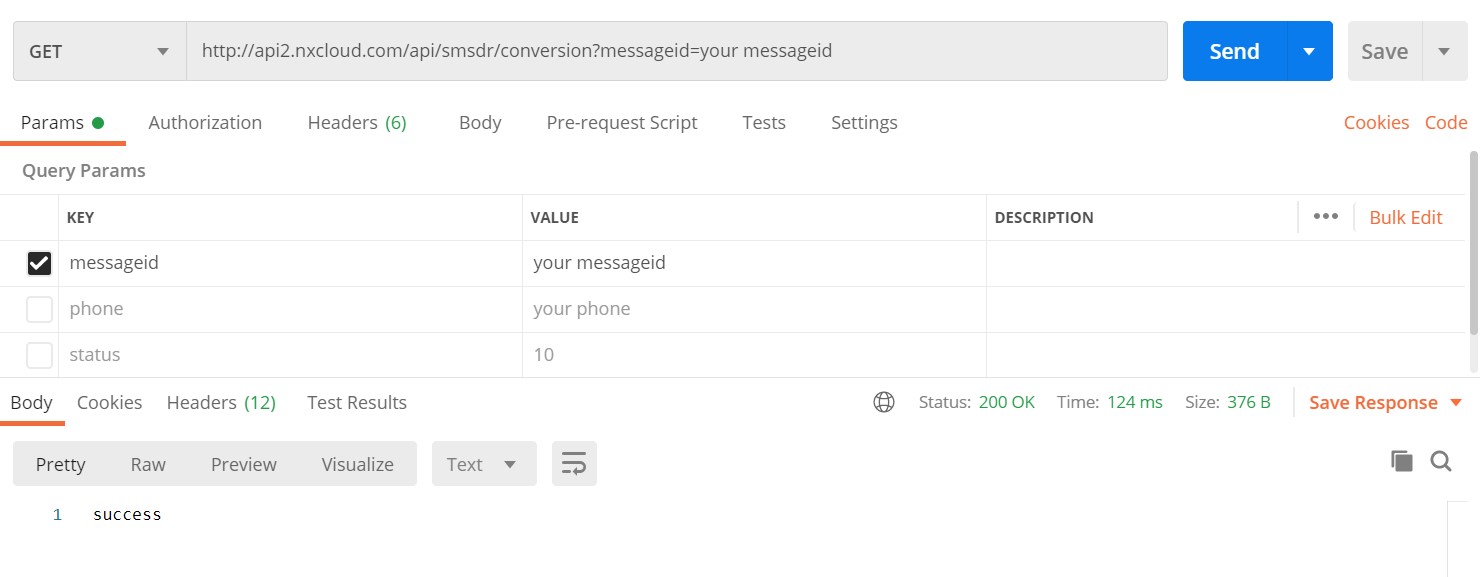 GET http://api2.nxcloud.com/api/smsdr/conversion?messageid=your messageid Send Save
Params Authorization Headers (6) Body Pre-request Script Tests Settings Cookies Code
Query Params
KEY VALUE DESCRIPTION ••• Bulk Edit
messageid your messageid
phone your phone
status 10
Body Cookies Headers (12) Test Results Status: 200 OK Time: 124 ms Size: 376 B Save Response
Pretty Raw Preview Visualize Text
1 success